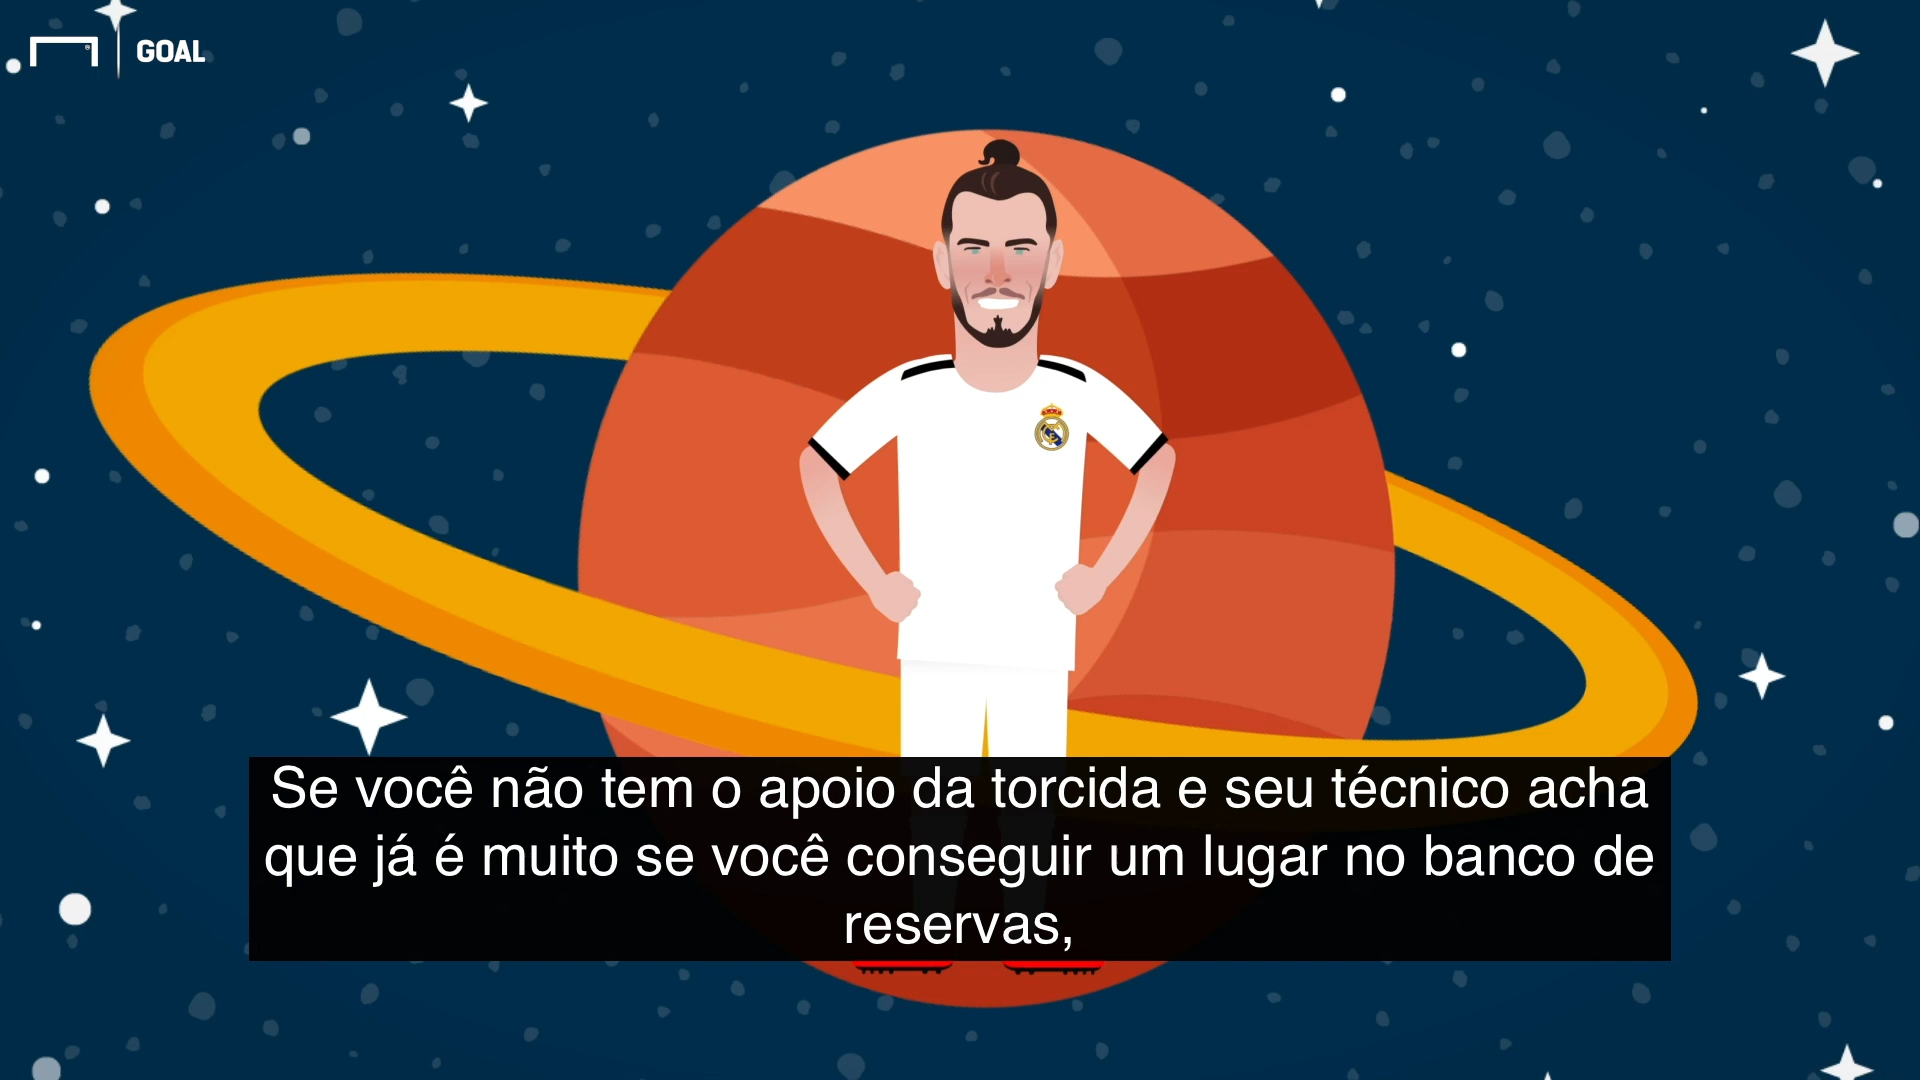 GOAL
Se você não tem o apoio da torcida e seu técnico acha
que já é muito se você conseguir um lugar no banco de
reservas,